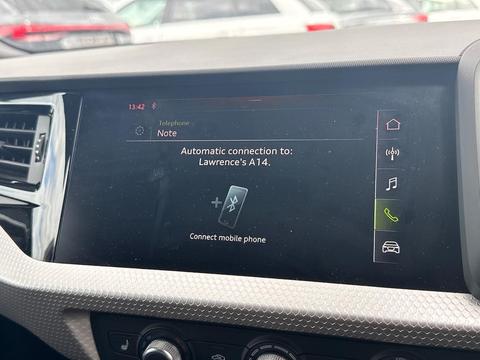 13:42
Telephone
Note
Automatic connection to:
Lawrence's A14.
Connect mobile phone